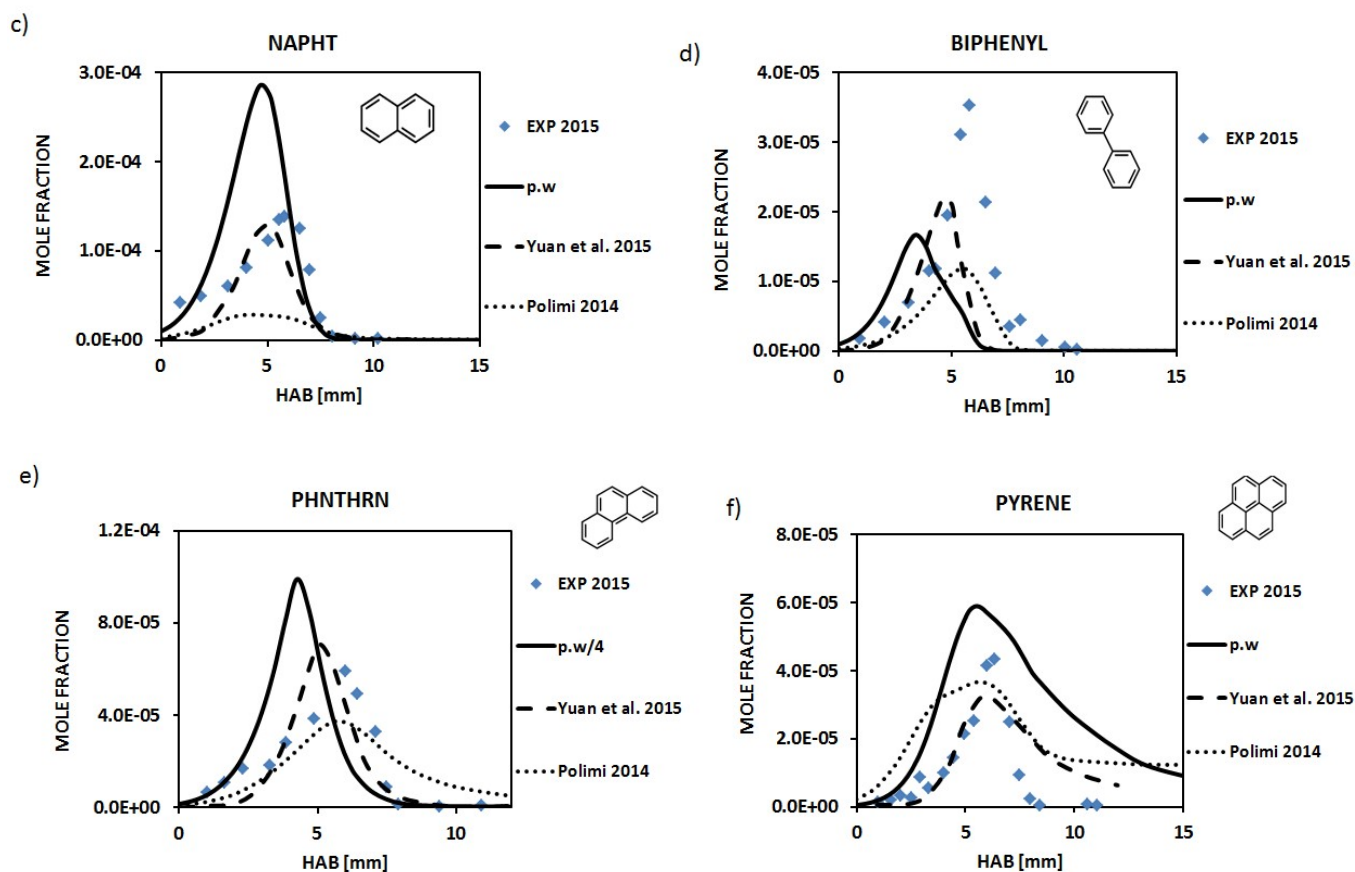 c)
NAPHT
3.0E-04
2.0E-04
1.0E-04
0.0E+00
MOLE FRACTION
0 5 10 15
HAB [mm]
EXP 2015
p.w
Yuan et al. 2015
Polimi 2014
d)
BIPHENYL
4.0E-05
3.0E-05
2.0E-05
1.0E-05
0.0E+00
MOLE FRACTION
0 5 10 15
HAB [mm]
EXP 2015
p.w
Yuan et al. 2015
Polimi 2014
e)
PHNTHRN
1.2E-04
8.0E-05
4.0E-05
0.0E+00
MOLE FRACTION
0 5 10
HAB [mm]
EXP 2015
p.w/4
Yuan et al. 2015
Polimi 2014
f)
PYRENE
8.0E-05
6.0E-05
4.0E-05
2.0E-05
0.0E+00
MOLE FRACTION
0 5 10 15
HAB [mm]
EXP 2015
p.w
Yuan et al. 2015
Polimi 2014